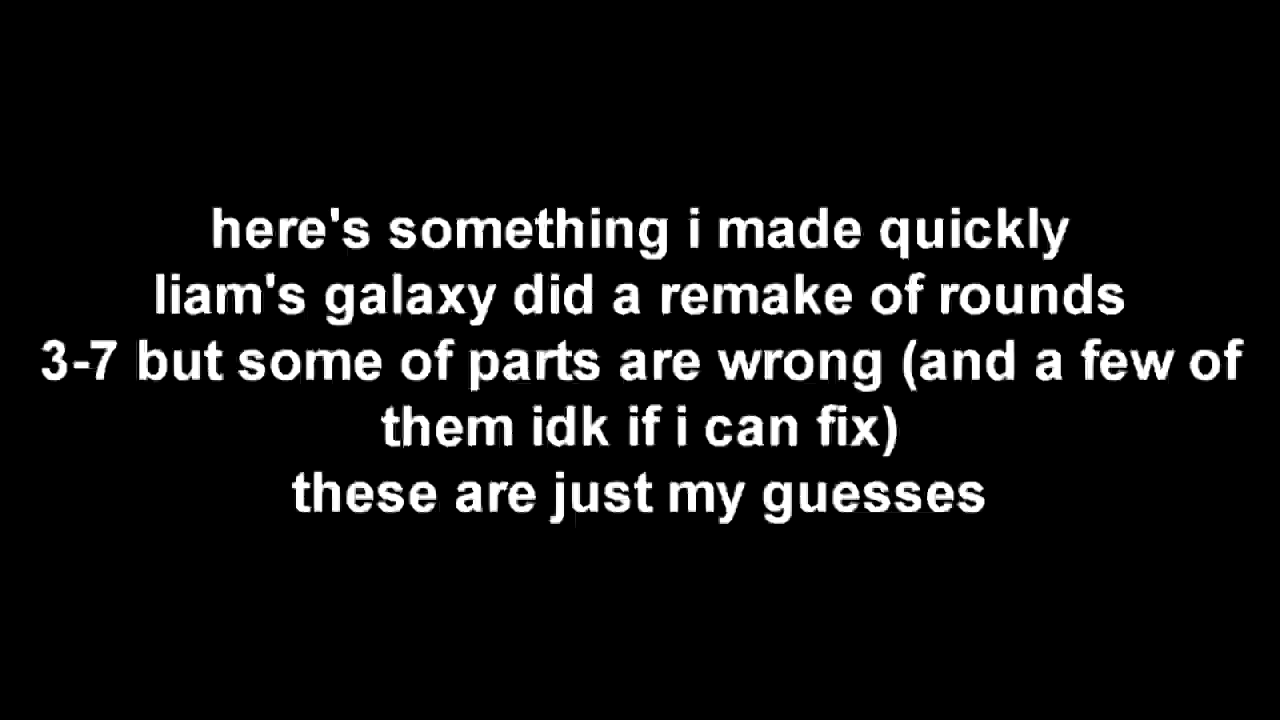 here's something i made quickly
liam's galaxy did a remake of rounds
3-7 but some of parts are wrong (and a few of
them idk if i can fix)
these are just my guesses